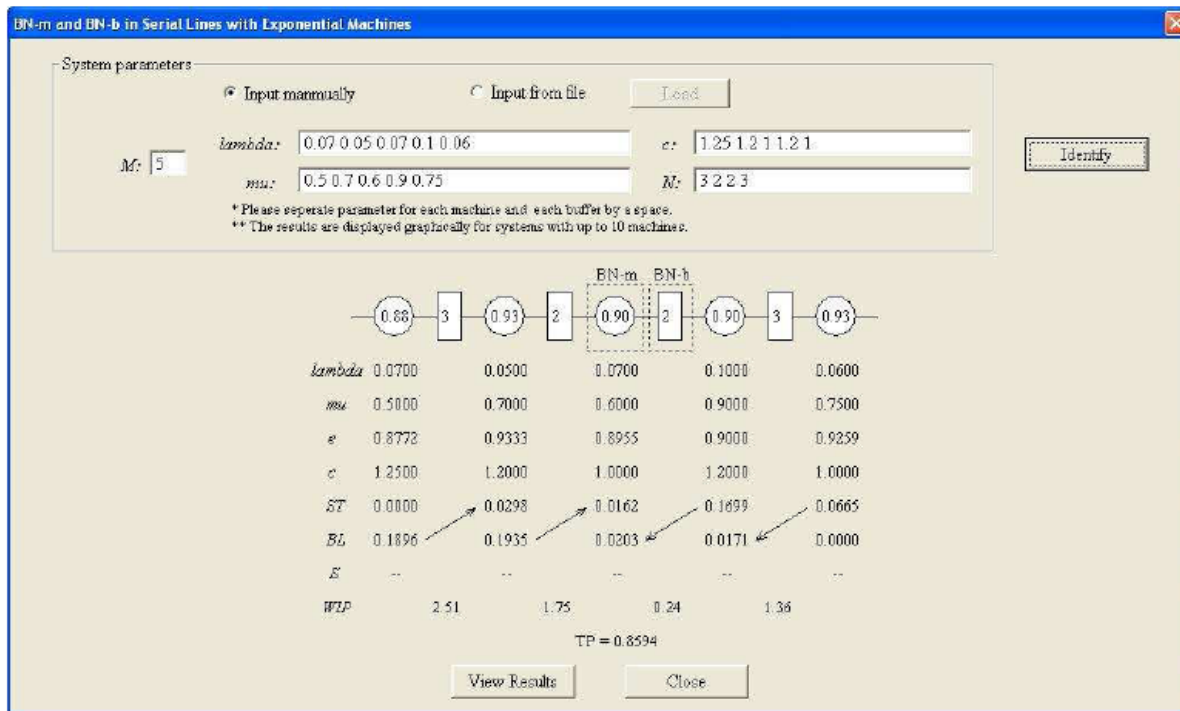 BN-m and BN-b in Serial Lines with Exponential Machines
System parameters
Input manmually Input from file Load
M: 5 lambda: 0.07 0.05 0.07 0.1 0.06 c: 1.25 1.2 1 1.2 1
mu: 0.5 0.7 0.6 0.9 0.75 N: 3 2 2 3
Identify
* Please seperate parameter for each machine and each buffer by a space.
** The results are displayed graphically for systems with up to 10 machines.
BN-m BN-b
0.88 3 0.93 2 0.90 2 0.90 3 0.93
lambda 0.0700 0.0500 0.0700 0.1000 0.0600
mu 0.5000 0.7000 0.6000 0.9000 0.7500
e 0.8772 0.9333 0.8955 0.9000 0.9259
c 1.2500 1.2000 1.0000 1.2000 1.0000
ST 0.0000 0.0298 0.0162 0.1699 0.0665
BL 0.1896 0.1935 0.0203 0.0171 0.0000
S -- -- -- -- --
WIP 2.51 1.75 0.24 1.36
TP = 0.8594
View Results Close